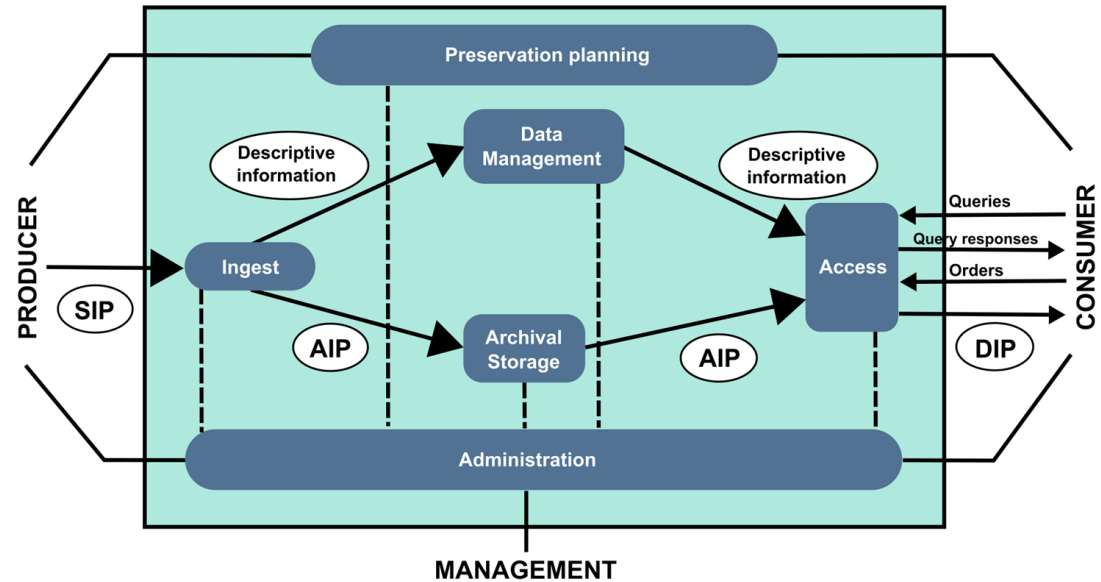 Preservation planning
Data
Management
Descriptive
information
Descriptive
information
Queries
Query responses
Orders
PRODUCER
CONSUMER
Ingest
Access
SIP
AIP
Archival
Storage
AIP
DIP
Administration
MANAGEMENT